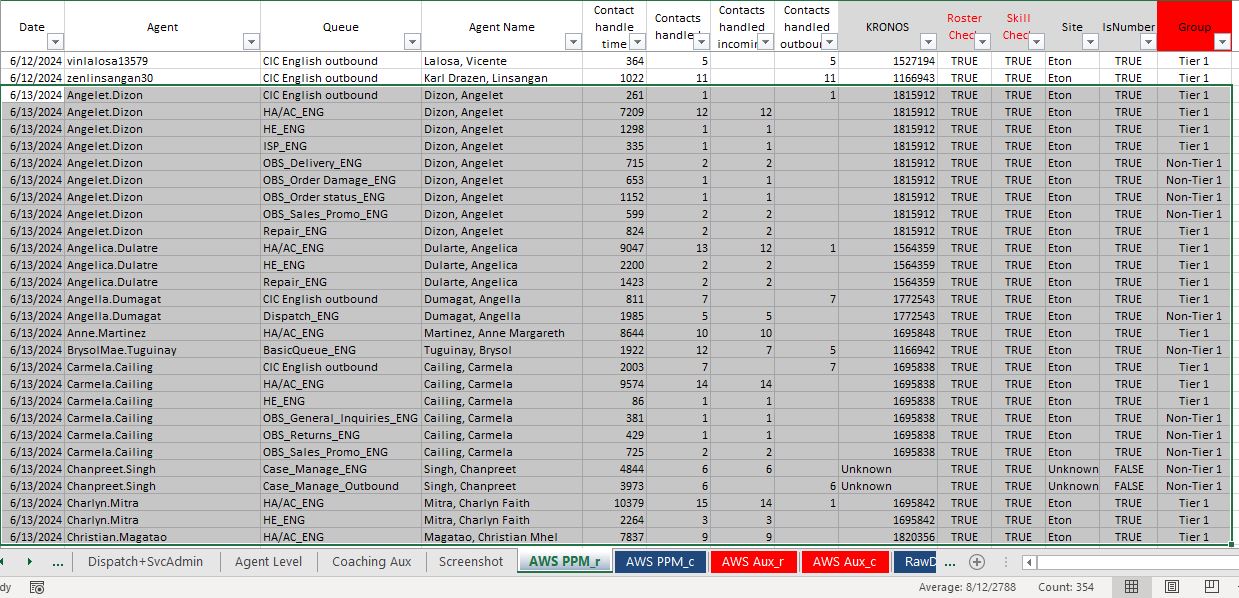 Date Agent Queue Agent Name Contact handle time Contacts handle Contacts handled incomi Contacts handled outbou KRONOS Roster Chec Skill Chec Site IsNumber Group
6/12/2024 vinlalosa13579 CIC English outbound Lalosa, Vicente 364 5 5 1527194 TRUE TRUE Eton TRUE Tier 1
6/12/2024 zenlinsangan30 CIC English outbound Karl Drazen, Linsangan 1022 11 11 1166943 TRUE TRUE Eton TRUE Tier 1
6/13/2024 Angelet.Dizon CIC English outbound Dizon, Angelet 261 1 1 1815912 TRUE TRUE Eton TRUE Tier 1
6/13/2024 Angelet.Dizon HA/AC_ENG Dizon, Angelet 7209 12 12 1815912 TRUE TRUE Eton TRUE Tier 1
6/13/2024 Angelet.Dizon HE_ENG Dizon, Angelet 1298 1 1 1815912 TRUE TRUE Eton TRUE Tier 1
6/13/2024 Angelet.Dizon ISP_ENG Dizon, Angelet 335 1 1 1815912 TRUE TRUE Eton TRUE Tier 1
6/13/2024 Angelet.Dizon OBS_Delivery_ENG Dizon, Angelet 715 2 2 1815912 TRUE TRUE Eton TRUE Non-Tier 1
6/13/2024 Angelet.Dizon OBS_Order Damage_ENG Dizon, Angelet 653 1 1 1815912 TRUE TRUE Eton TRUE Non-Tier 1
6/13/2024 Angelet.Dizon OBS_Order status_ENG Dizon, Angelet 1152 1 1 1815912 TRUE TRUE Eton TRUE Non-Tier 1
6/13/2024 Angelet.Dizon OBS_Sales_Promo_ENG Dizon, Angelet 599 2 2 1815912 TRUE TRUE Eton TRUE Non-Tier 1
6/13/2024 Angelet.Dizon Repair_ENG Dizon, Angelet 824 2 2 1815912 TRUE TRUE Eton TRUE Tier 1
6/13/2024 Angelica.Dulatre HA/AC_ENG Dularte, Angelica 9047 13 12 1 1564359 TRUE TRUE Eton TRUE Tier 1
6/13/2024 Angelica.Dulatre HE_ENG Dularte, Angelica 2200 2 2 1564359 TRUE TRUE Eton TRUE Tier 1
6/13/2024 Angelica.Dulatre Repair_ENG Dularte, Angelica 1423 2 2 1564359 TRUE TRUE Eton TRUE Tier 1
6/13/2024 Angella.Dumagat CIC English outbound Dumagat, Angella 811 7 7 1772543 TRUE TRUE Eton TRUE Tier 1
6/13/2024 Angella.Dumagat Dispatch_ENG Dumagat, Angella 1985 5 5 1772543 TRUE TRUE Eton TRUE Non-Tier 1
6/13/2024 Anne.Martinez HA/AC_ENG Martinez, Anne Margareth 8644 10 10 1695848 TRUE TRUE Eton TRUE Tier 1
6/13/2024 BrysolMae.Tuguinay BasicQueue_ENG Tuguinay, Brysol 1922 12 7 5 1166942 TRUE TRUE Eton TRUE Non-Tier 1
6/13/2024 Carmela.Cailing CIC English outbound Cailing, Carmela 2003 7 7 1695838 TRUE TRUE Eton TRUE Tier 1
6/13/2024 Carmela.Cailing HA/AC_ENG Cailing, Carmela 9574 14 14 1695838 TRUE TRUE Eton TRUE Tier 1
6/13/2024 Carmela.Cailing HE_ENG Cailing, Carmela 86 1 1 1695838 TRUE TRUE Eton TRUE Tier 1
6/13/2024 Carmela.Cailing OBS_General_Inquiries_ENG Cailing, Carmela 381 1 1 1695838 TRUE TRUE Eton TRUE Non-Tier 1
6/13/2024 Carmela.Cailing OBS_Returns_ENG Cailing, Carmela 429 1 1 1695838 TRUE TRUE Eton TRUE Non-Tier 1
6/13/2024 Carmela.Cailing OBS_Sales_Promo_ENG Cailing, Carmela 725 2 2 1695838 TRUE TRUE Eton TRUE Non-Tier 1
6/13/2024 Chanpreet.Singh Case_Manage_ENG Singh, Chanpreet 4844 6 6 Unknown TRUE TRUE Unknown FALSE Non-Tier 1
6/13/2024 Chanpreet.Singh Case_Manage_Outbound Singh, Chanpreet 3973 6 6 Unknown TRUE TRUE Unknown FALSE Non-Tier 1
6/13/2024 Charlyn.Mitra HA/AC_ENG Mitra, Charlyn Faith 10379 15 14 1 1695842 TRUE TRUE Eton TRUE Tier 1
6/13/2024 Charlyn.Mitra HE_ENG Mitra, Charlyn Faith 2264 3 3 1695842 TRUE TRUE Eton TRUE Tier 1
6/13/2024 Christian.Magatao HA/AC_ENG Magatao, Christian Mhel 7837 9 9 1820356 TRUE TRUE Eton TRUE Tier 1
... Dispatch+SvcAdmin Agent Level Coaching Aux Screenshot AWS PPM_r AWS PPM_c AWS Aux_r AWS Aux_c RawD ...
dy Average: 8/12/2788 Count: 354